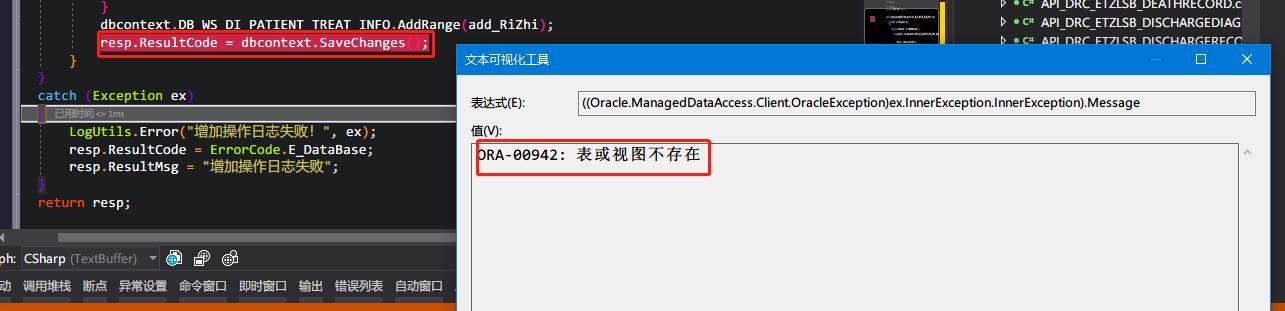 }
dbcontext.DB_WS_DI_PATIENT_TREAT_INFO.AddRange(add_RiZhi);
resp.ResultCode = dbcontext.SaveChanges();
}
}
catch (Exception ex)
已用时间 <= 1ms
LogUtils.Error("增加操作日志失败！", ex);
resp.ResultCode = ErrorCode.E_DataBase;
resp.ResultMsg = "增加操作日志失败";
}
return resp;
ph: CSharp (TextBuffer)
动 调用堆栈 断点 异常设置 命令窗口 即时窗口 输出 错误列表 自动窗口
C# API_DRC_ETZLSB_DEATHRECORD.c
C# API_DRC_ETZLSB_DISCHARGEDIAG
C# API_DRC_ETZLSB_DISCHARGERECO
文本可视化工具
表达式(E): ((Oracle.ManagedDataAccess.Client.OracleException)ex.InnerException.InnerException).Message
值(V):
ORA-00942: 表或视图不存在